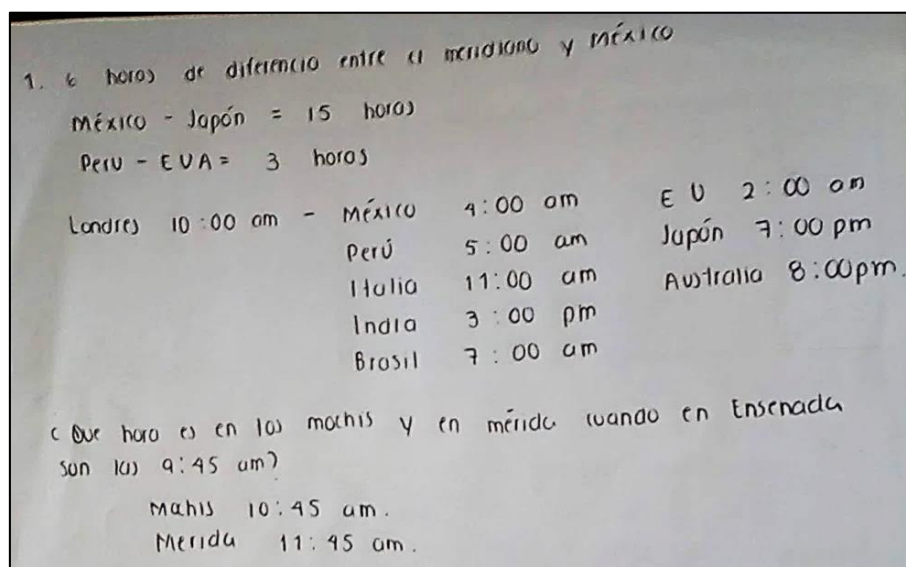 1. 6 horas de diferencia entre el meridiano y México
México - Japón = 15 horas
Peru - EUA = 3 horas
Londres 10:00 am - México 4:00 am
Perú 5:00 am
Italia 11:00 am
India 3:00 pm
Brasil 7:00 am
EU 2:00 am
Japón 7:00 pm
Australia 8:00pm.
¿Que hora es en los mochis y en mérida cuando en Ensenada
son las 9:45 am?
Mochis 10:45 am.
Merida 11:45 am.